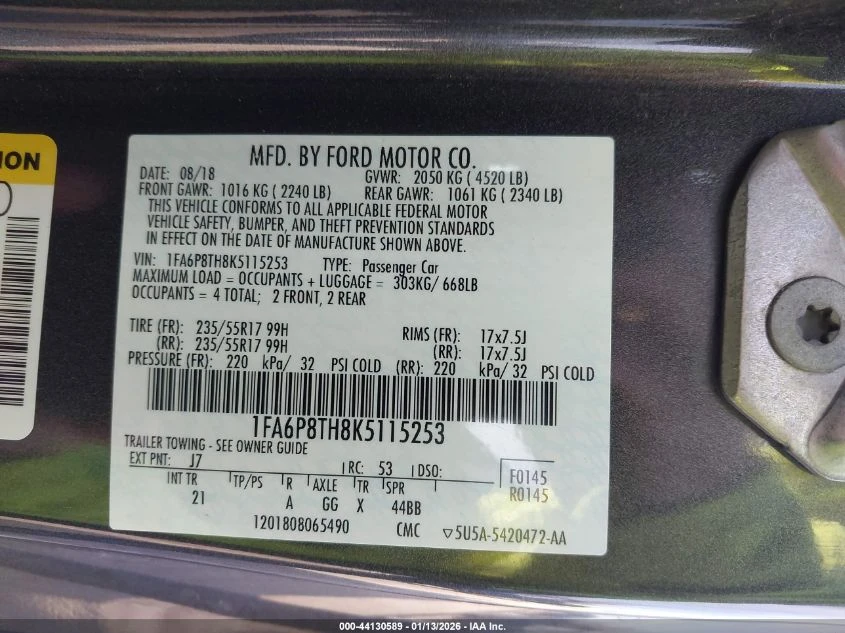 ION
MFD. BY FORD MOTOR CO.
DATE: 08/18 GVWR: 2050 KG ( 4520 LB)
FRONT GAWR: 1016 KG ( 2240 LB) REAR GAWR: 1061 KG ( 2340 LB)
THIS VEHICLE CONFORMS TO ALL APPLICABLE FEDERAL MOTOR
VEHICLE SAFETY, BUMPER, AND THEFT PREVENTION STANDARDS
IN EFFECT ON THE DATE OF MANUFACTURE SHOWN ABOVE.
VIN: 1FA6P8TH8K5115253 TYPE: Passenger Car
MAXIMUM LOAD = OCCUPANTS + LUGGAGE = 303KG/ 668LB
OCCUPANTS = 4 TOTAL; 2 FRONT, 2 REAR
TIRE (FR): 235/55R17 99H RIMS (FR): 17x7.5J
(RR): 235/55R17 99H (RR): 17x7.5J
PRESSURE (FR): 220 kPa/ 32 PSI COLD (RR): 220 kPa/ 32 PSI COLD
1FA6P8TH8K5115253
TRAILER TOWING - SEE OWNER GUIDE
EXT PNT: J7 RC: 53 DSO: F0145
INT TR TP/PS R AXLE TR SPR R0145
21 A GG X 44BB
1201808065490 CMC ▽5U5A-5420472-AA
000-44130589 - 01/13/2026 - IAA Inc.